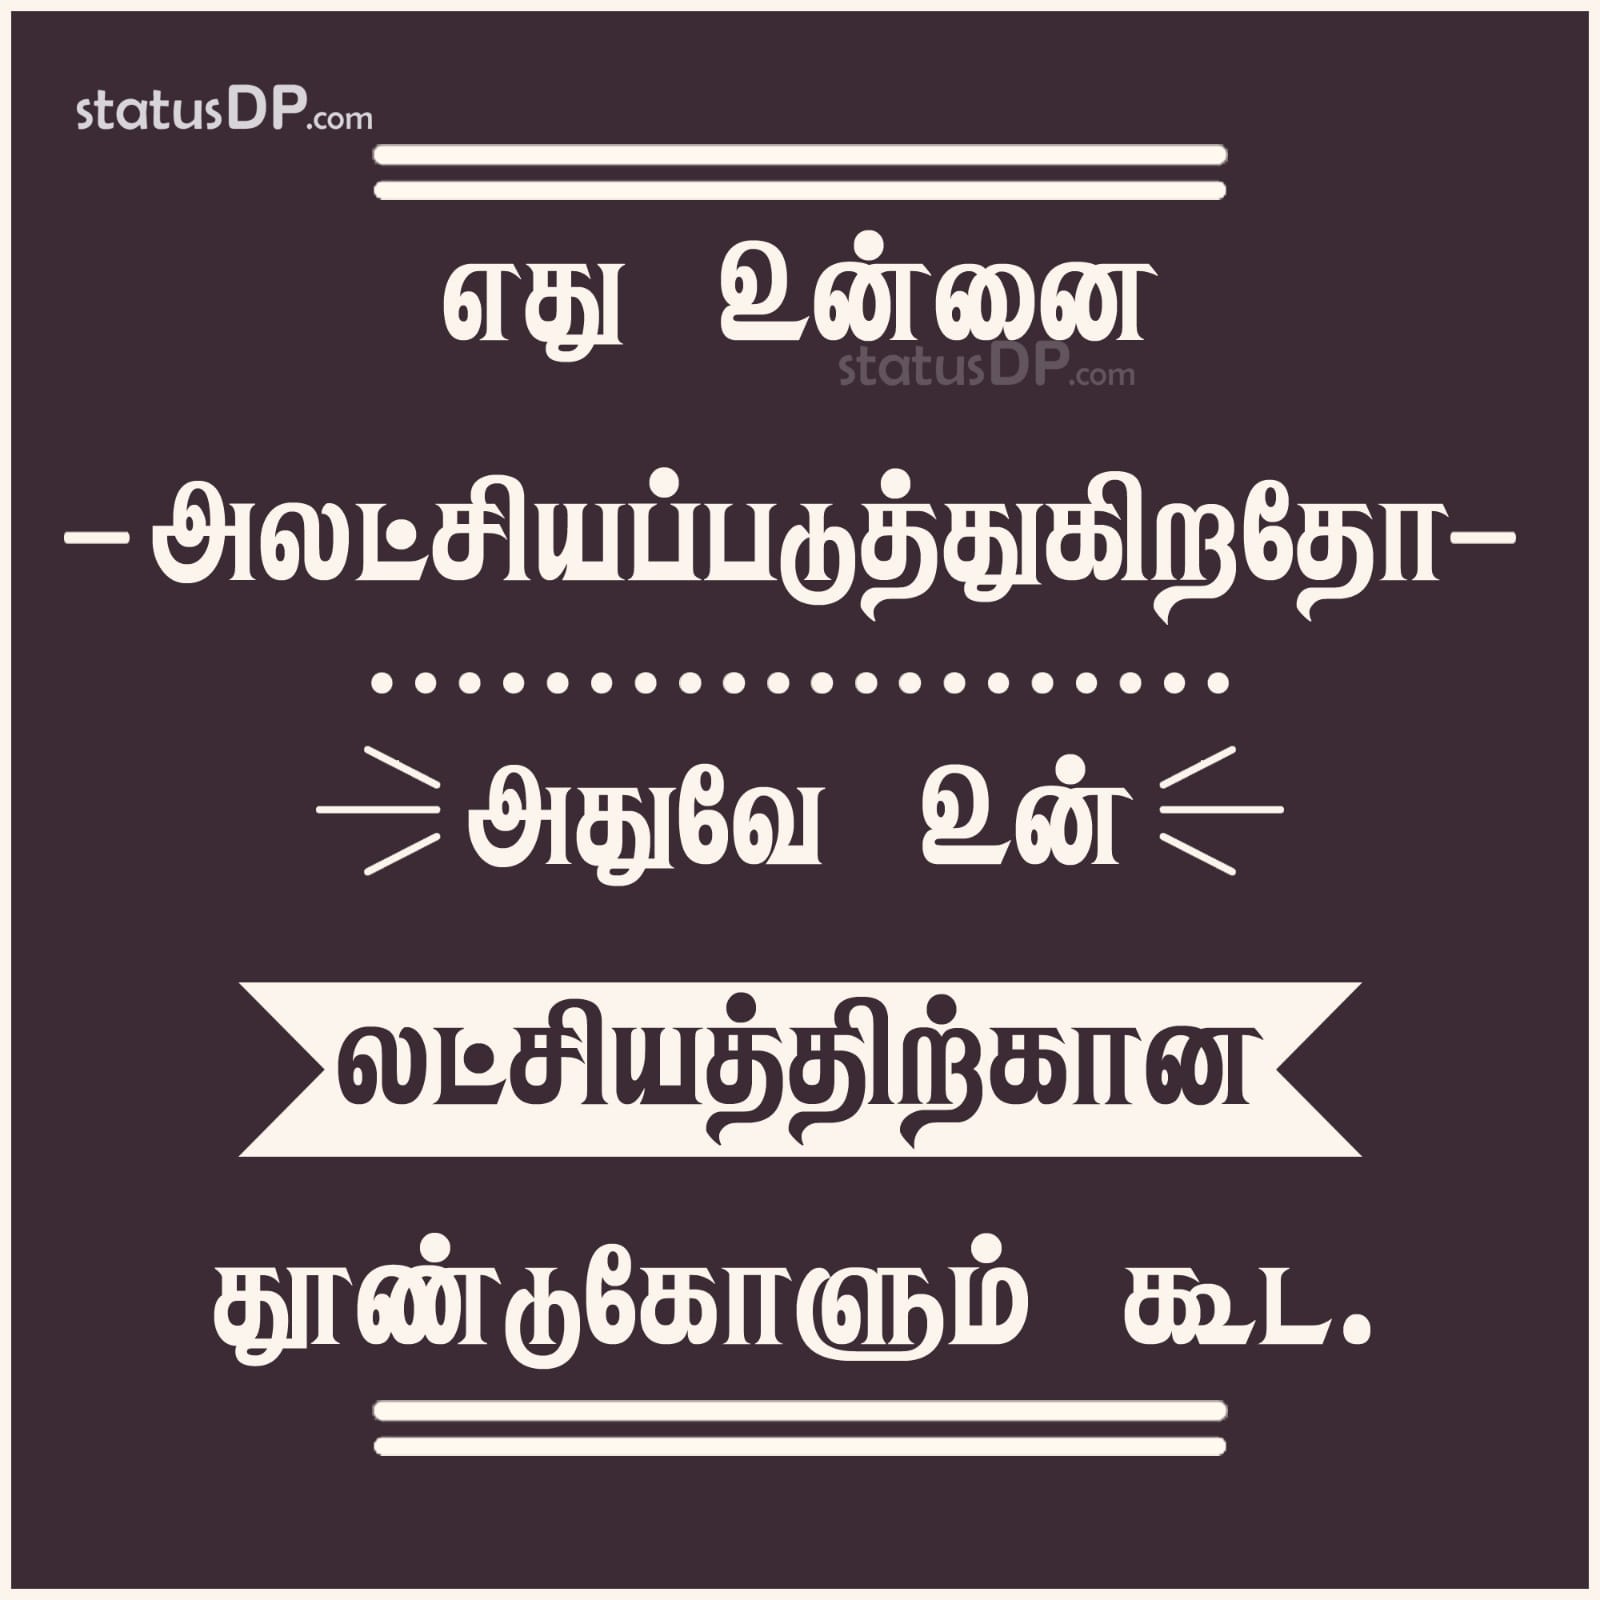 statusDP.com
எது உன்னை
statusDP.com
-அலட்சியப்படுத்துகிறதோ-
அதுவே உன்
லட்சியத்திற்கான
தூண்டுகோளும் கூட.